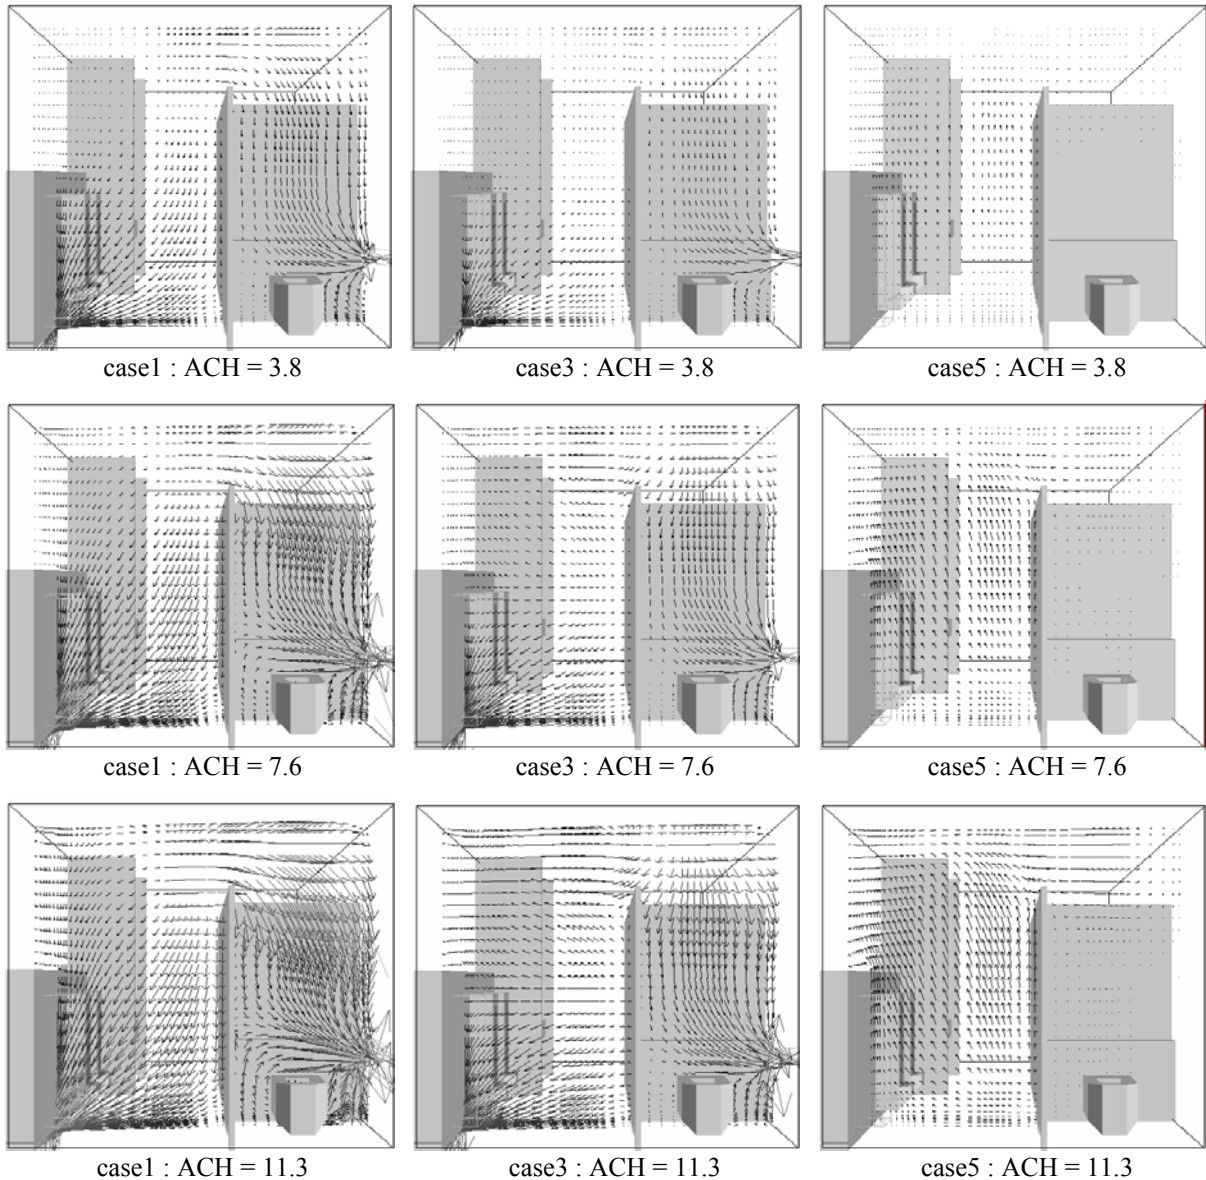 case1 : ACH = 3.8
case3 : ACH = 3.8
case5 : ACH = 3.8
case1 : ACH = 7.6
case3 : ACH = 7.6
case5 : ACH = 7.6
case1 : ACH = 11.3
case3 : ACH = 11.3
case5 : ACH = 11.3